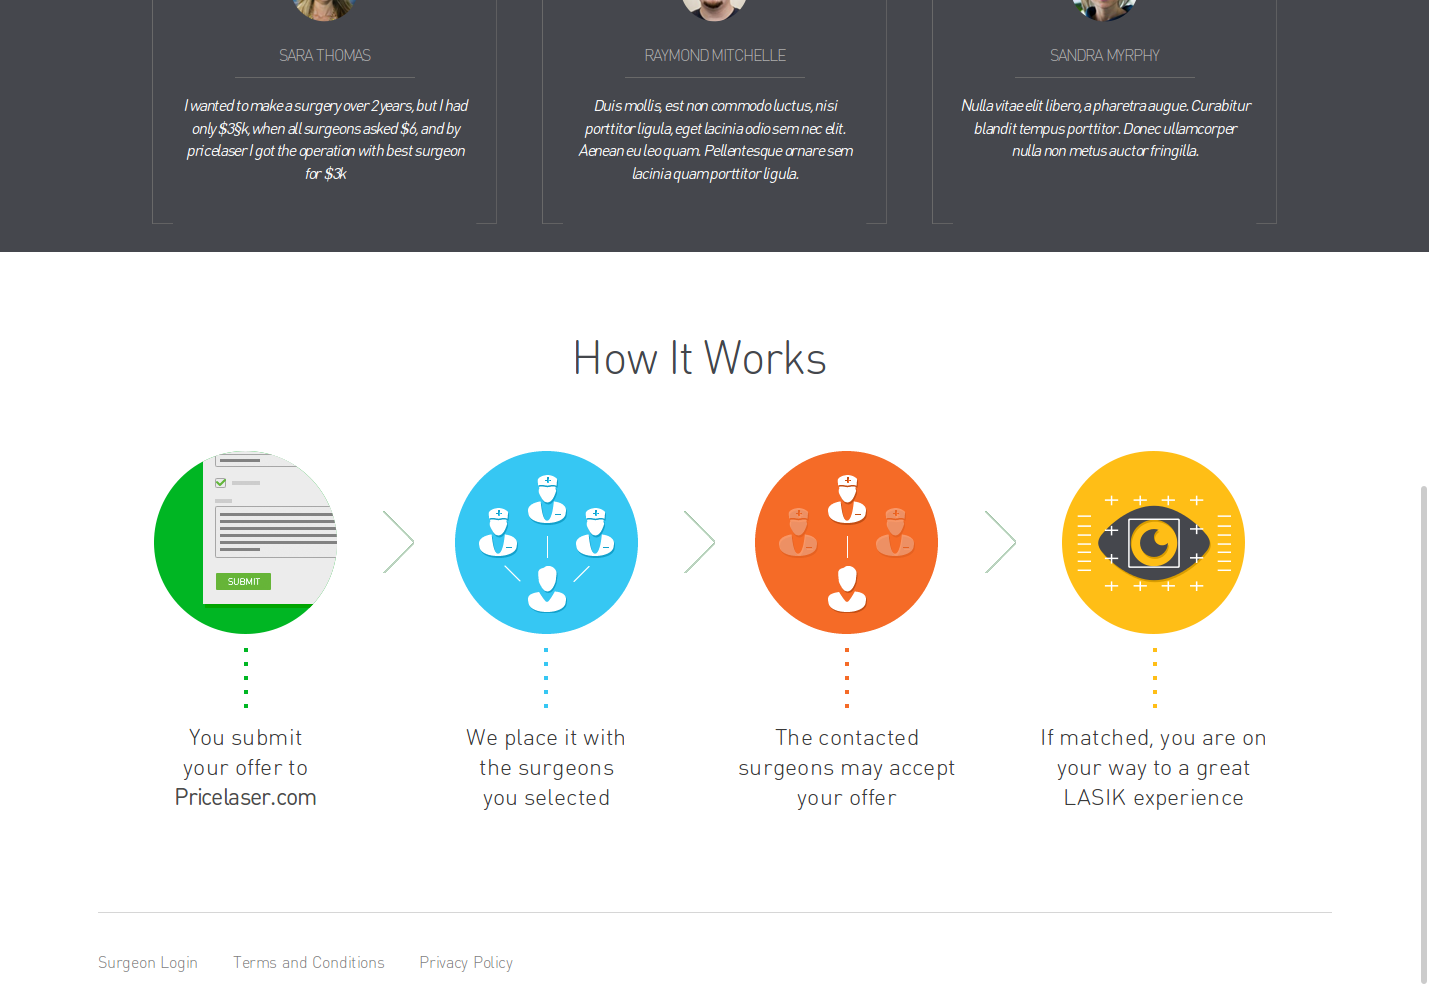 SARA THOMAS
I wanted to make a surgery over 2 years, but I had
only $3$k, when all surgeons asked $6, and by
pricelaser I got the operation with best surgeon
for $3k
RAYMOND MITCHELLE
Duis mollis, est non commodo luctus, nisi
porttitor ligula, eget lacinia odio sem nec elit.
Aenean eu leo quam. Pellentesque ornare sem
lacinia quam porttitor ligula.
SANDRA MYRPHY
Nulla vitae elit libero, a pharetra augue. Curabitur
blandit tempus porttitor. Donec ullamcorper
nulla non metus auctor fringilla.
How It Works
SUBMIT
You submit
your offer to
Pricelaser.com
We place it with
the surgeons
you selected
The contacted
surgeons may accept
your offer
If matched, you are on
your way to a great
LASIK experience
Surgeon Login
Terms and Conditions
Privacy Policy